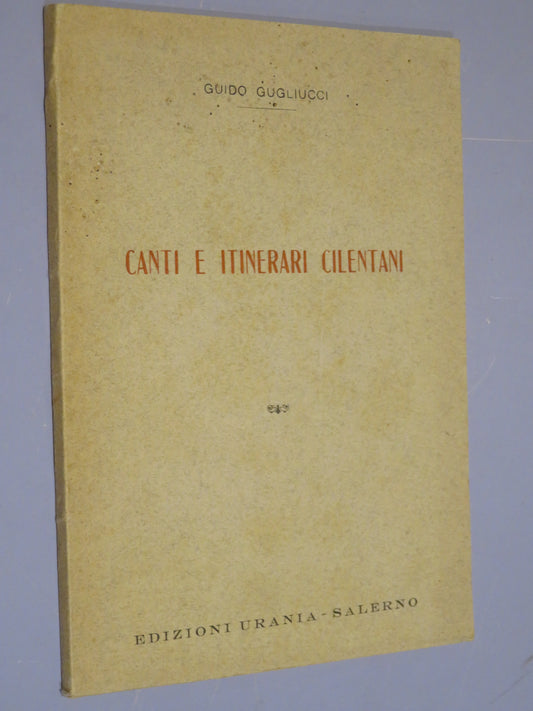 GUIDO GUGLIUCCI
CANTI E ITINERARI CILENTANI
EDIZIONI URANIA - SALERNO